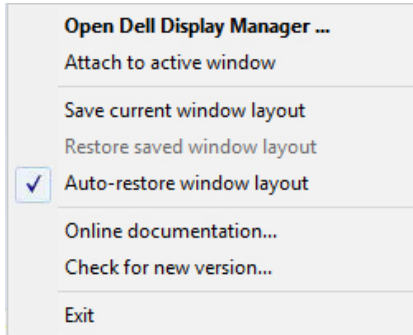 Open Dell Display Manager ...
Attach to active window
Save current window layout
Restore saved window layout
Auto-restore window layout
Online documentation...
Check for new version...
Exit